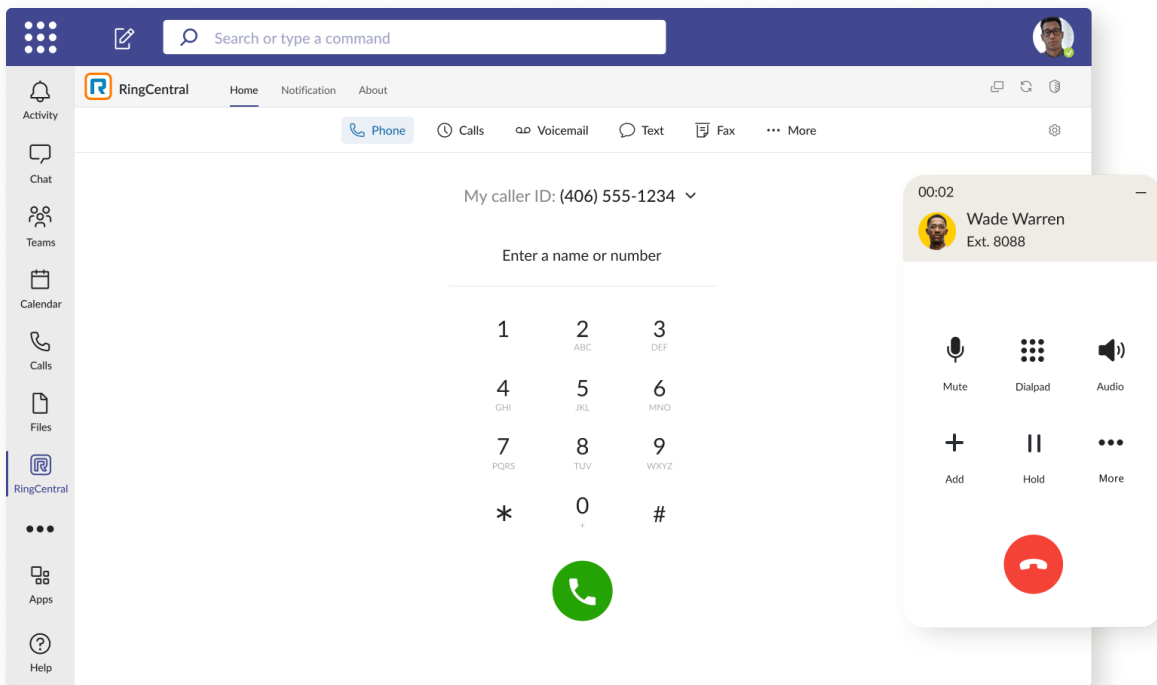 Search or type a command
RingCentral
Home Notification About
Activity
Chat
Teams
Calendar
Calls
Files
RingCentral
Apps
Help
Phone Calls Voicemail Text Fax More
My caller ID: (406) 555-1234
Enter a name or number
1 2 3
ABC DEF
4 5 6
GHI JKL MNO
7 8 9
PQRS TUV WXYZ
* 0 #
+
00:02
Wade Warren
Ext. 8088
Mute Dialpad Audio
Add Hold More